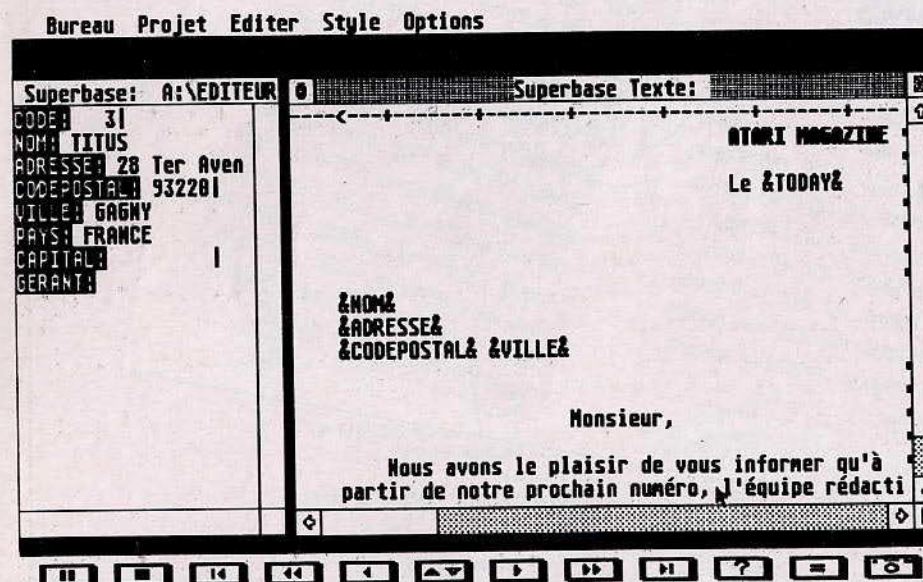 Bureau Projet Editer Style Options
Superbase: A:\EDITEUR
CODE: 3
NOM: TITUS
ADRESSE: 28 Ter Aven
CODEPOSTAL: 93220
VILLE: GAGNY
PAYS: FRANCE
CAPITAL:
GERANT:
Superbase Texte:
ATARI MAGAZINE
Le &TODAY&
&NOM&
&ADRESSE&
&CODEPOSTAL& &VILLE&
Monsieur,
Nous avons le plaisir de vous informer qu'à
partir de notre prochain numéro, l'équipe rédacti
? =